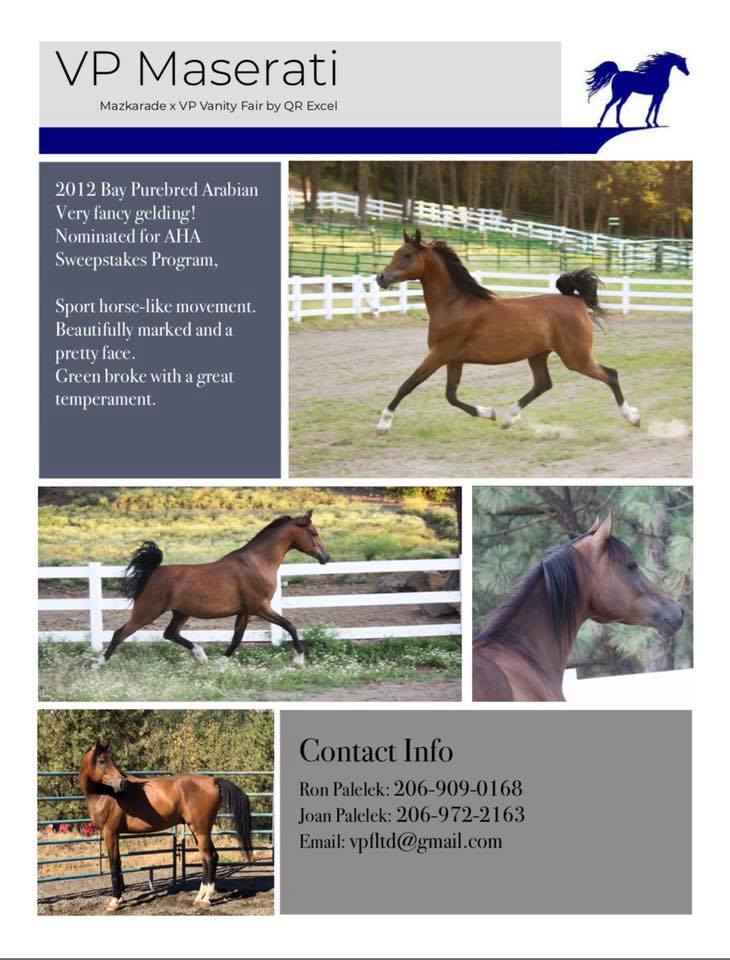 VP Maserati
Mazkarade x VP Vanity Fair by QR Excel
2012 Bay Purebred Arabian
Very fancy gelding!
Nominated for AHA
Sweepstakes Program,
Sport horse-like movement.
Beautifully marked and a
pretty face.
Green broke with a great
temperament.
Contact Info
Ron Palelek: 206-909-0168
Joan Palelek: 206-972-2163
Email: vpfltd@gmail.com